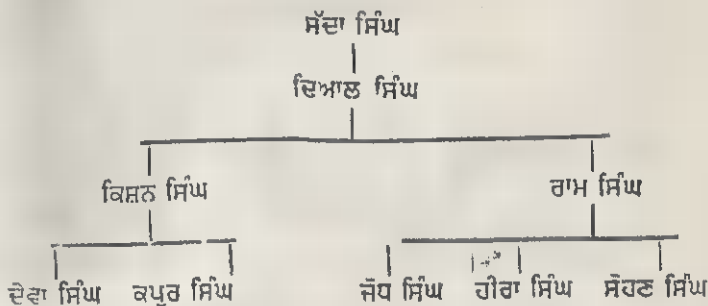 ਸੱਦਾ ਸਿੰਘ
ਦਿਆਲ ਸਿੰਘ
ਕਿਸ਼ਨ ਸਿੰਘ ਰਾਮ ਸਿੰਘ
ਦੇਵਾ ਸਿੰਘ ਕਪੂਰ ਸਿੰਘ ਜੋਧ ਸਿੰਘ ਹੀਰਾ ਸਿੰਘ ਸੋਹਣ ਸਿੰਘ